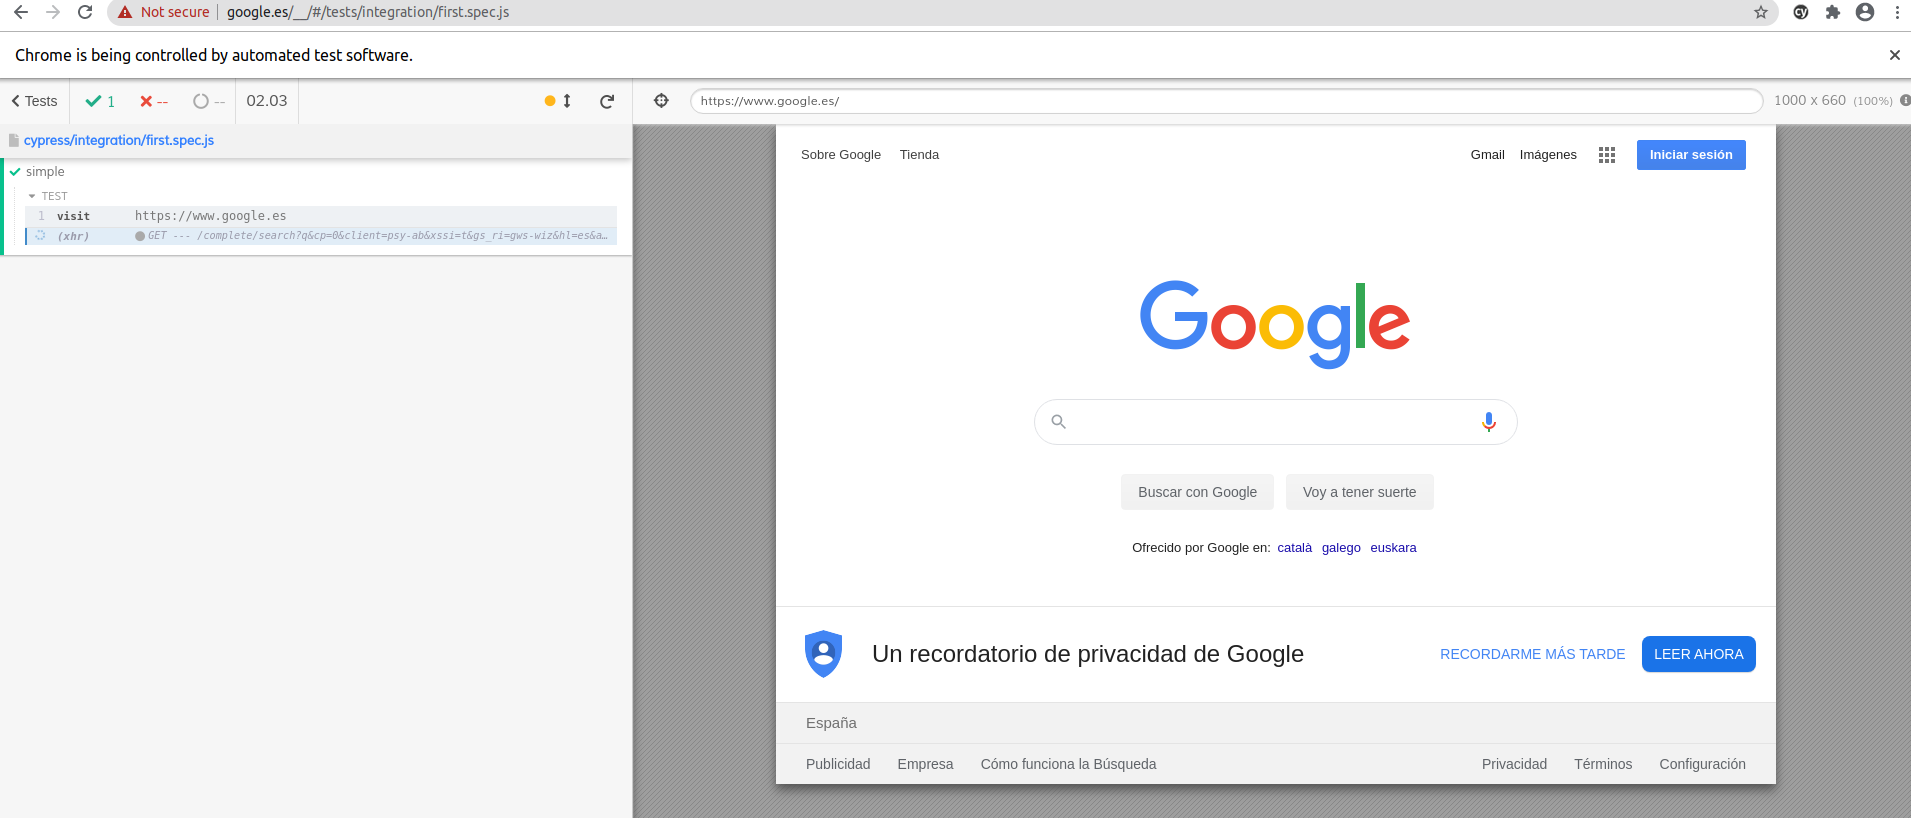 Not secure google.es/__/#/tests/integration/first.spec.js
Chrome is being controlled by automated test software.
Tests 1 -- -- 02.03
https://www.google.es/ 1000 x 660 (100%)
cypress/integration/first.spec.js
simple
TEST
1 visit https://www.google.es
(xhr) GET --- /complete/search?q&cp=0&client=psy-ab&xssi=t&gs_ri=gws-wiz&hl=es&a…
Sobre Google Tienda Gmail Imágenes Iniciar sesión
Google
Buscar con Google Voy a tener suerte
Ofrecido por Google en: català galego euskara
Un recordatorio de privacidad de Google RECORDARME MÁS TARDE LEER AHORA
España
Publicidad Empresa Cómo funciona la Búsqueda Privacidad Términos Configuración